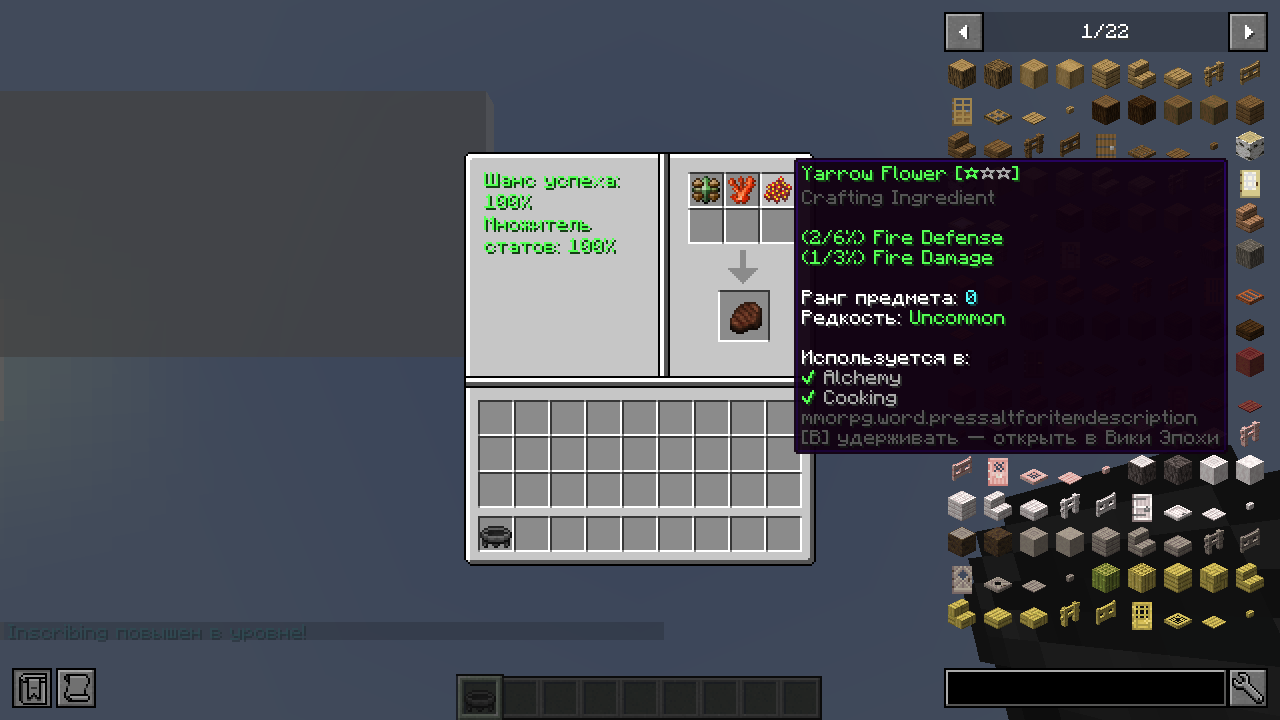 1/22
Шанс успеха:
100%
Множитель
статов: 100%
Yarrow Flower [★☆☆☆]
Crafting Ingredient
(2/6%) Fire Defense
(1/3%) Fire Damage
Ранг предмета: 0
Редкость: Uncommon
Используется в:
✓ Alchemy
✓ Cooking
mmorpg.word.pressaltforitemdescription
[B] удерживать — открыть в Вики Эпохи
Inscribing повышен в уровне!